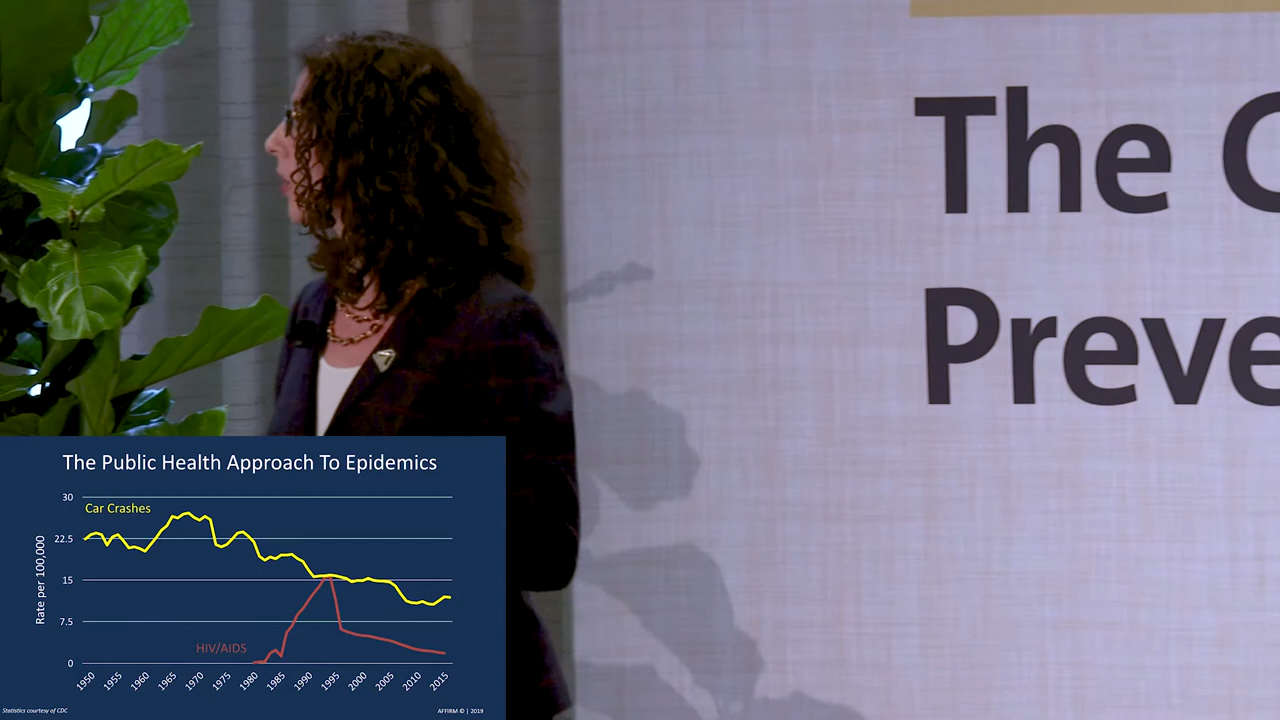 The
Preve
The Public Health Approach To Epidemics
Rate per 100,000
30
22.5
15
7.5
0
Car Crashes
HIV/AIDS
1950 1955 1960 1965 1970 1975 1980 1985 1990 1995 2000 2005 2010 2015
Statistics courtesy of CDC
AFFIRM © | 2019